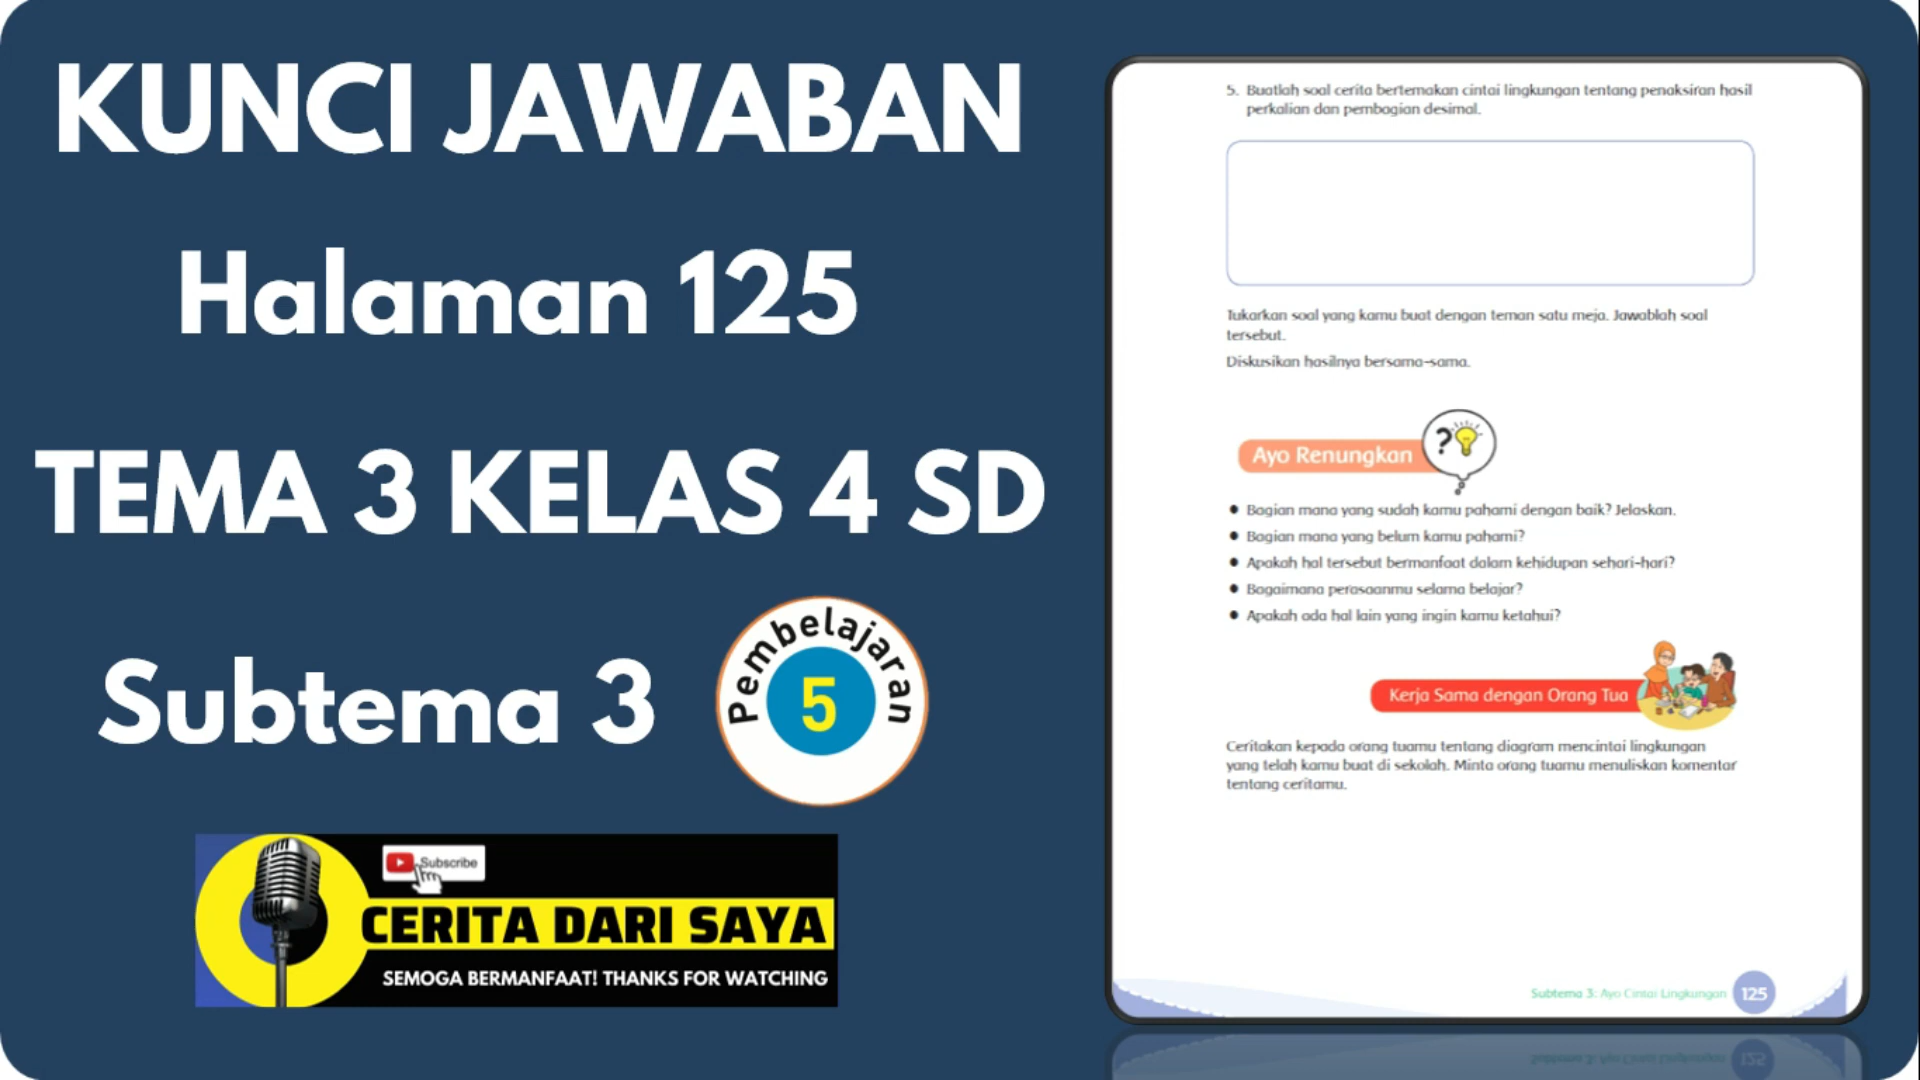 KUNCI JAWABAN
Halaman 125
TEMA 3 KELAS 4 SD
Subtema 3
Pembelajaran
5
Subscribe
CERITA DARI SAYA
SEMOGA BERMANFAAT! THANKS FOR WATCHING
5. Buatlah soal cerita bertemakan cintai lingkungan tentang penaksiran hasil
perkalian dan pembagian desimal.
Tukarkan soal yang kamu buat dengan teman satu meja. Jawablah soal
tersebut.
Diskusikan hasilnya bersama-sama.
?
Ayo Renungkan
● Bagian mana yang sudah kamu pahami dengan baik? Jelaskan.
● Bagian mana yang belum kamu pahami?
● Apakah hal tersebut bermanfaat dalam kehidupan sehari-hari?
● Bagaimana perasaanmu selama belajar?
● Apakah ada hal lain yang ingin kamu ketahui?
Kerja Sama dengan Orang Tua
Ceritakan kepada orang tuamu tentang diagram mencintai lingkungan
yang telah kamu buat di sekolah. Minta orang tuamu menuliskan komentar
tentang ceritamu.
Subtema 3: Ayo Cintai Lingkungan 125